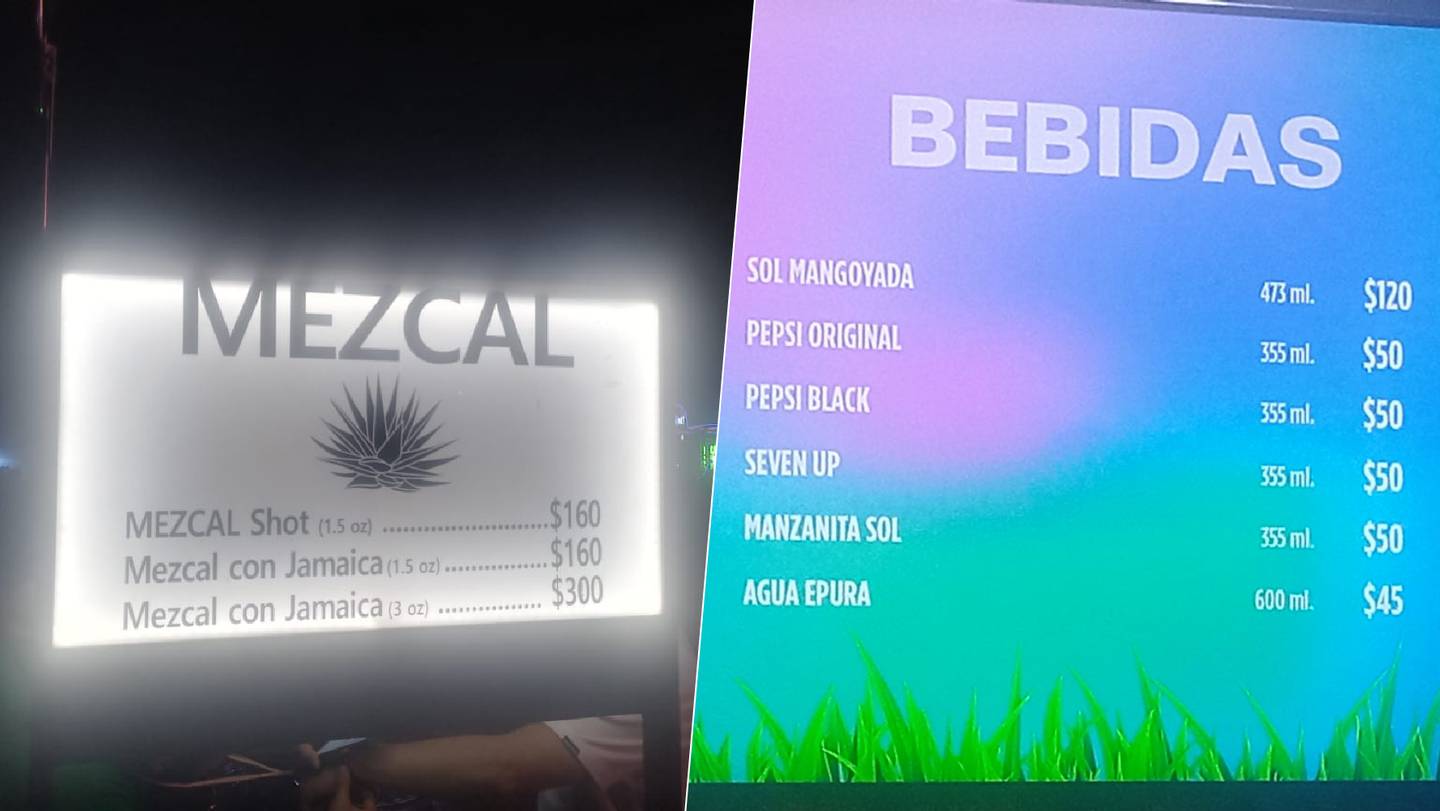 MEZCAL
MEZCAL Shot (1.5 oz) ........................$160
Mezcal con Jamaica (1.5 oz) ...............$160
Mezcal con Jamaica (3 oz) ............... $300
BEBIDAS
SOL MANGOYADA 473 ml. $120
PEPSI ORIGINAL 355 ml. $50
PEPSI BLACK 355 ml. $50
SEVEN UP 355 ml. $50
MANZANITA SOL 355 ml. $50
AGUA EPURA 600 ml. $45